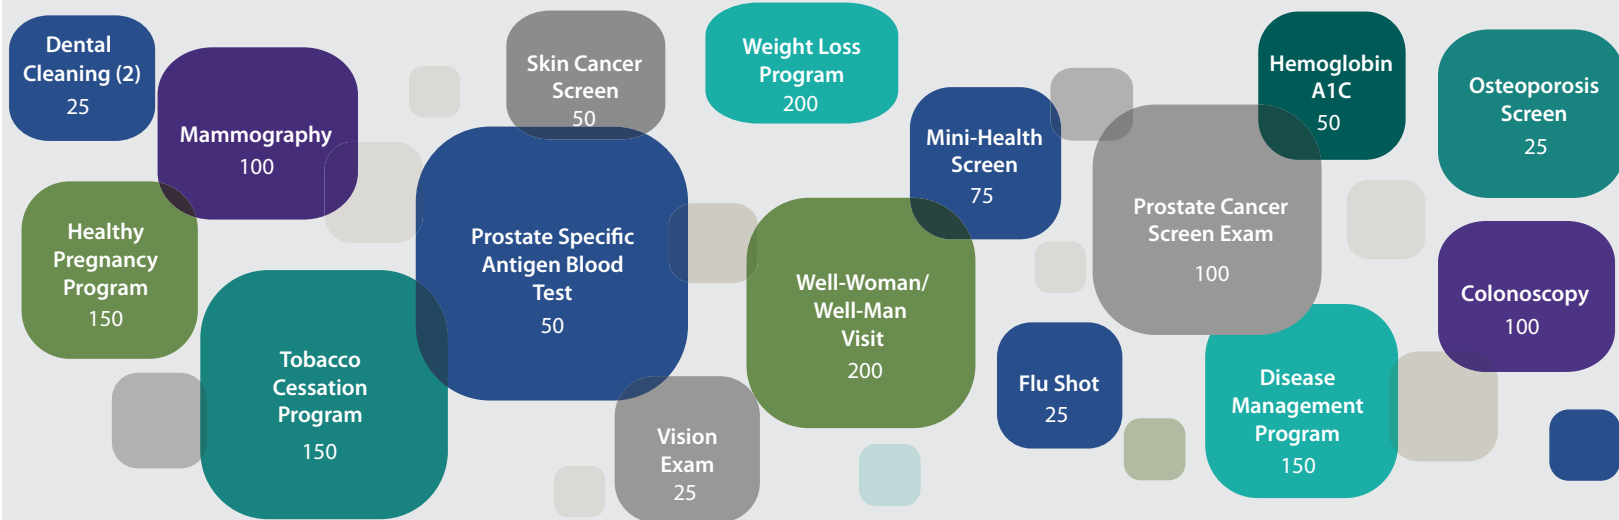 Dental
Cleaning (2)
25
Mammography
100
Healthy
Pregnancy
Program
150
Tobacco
Cessation
Program
150
Skin Cancer
Screen
50
Prostate Specific
Antigen Blood
Test
50
Vision
Exam
25
Weight Loss
Program
200
Well-Woman/
Well-Man
Visit
200
Mini-Health
Screen
75
Flu Shot
25
Prostate Cancer
Screen Exam
100
Hemoglobin
A1C
50
Disease
Management
Program
150
Osteoporosis
Screen
25
Colonoscopy
100